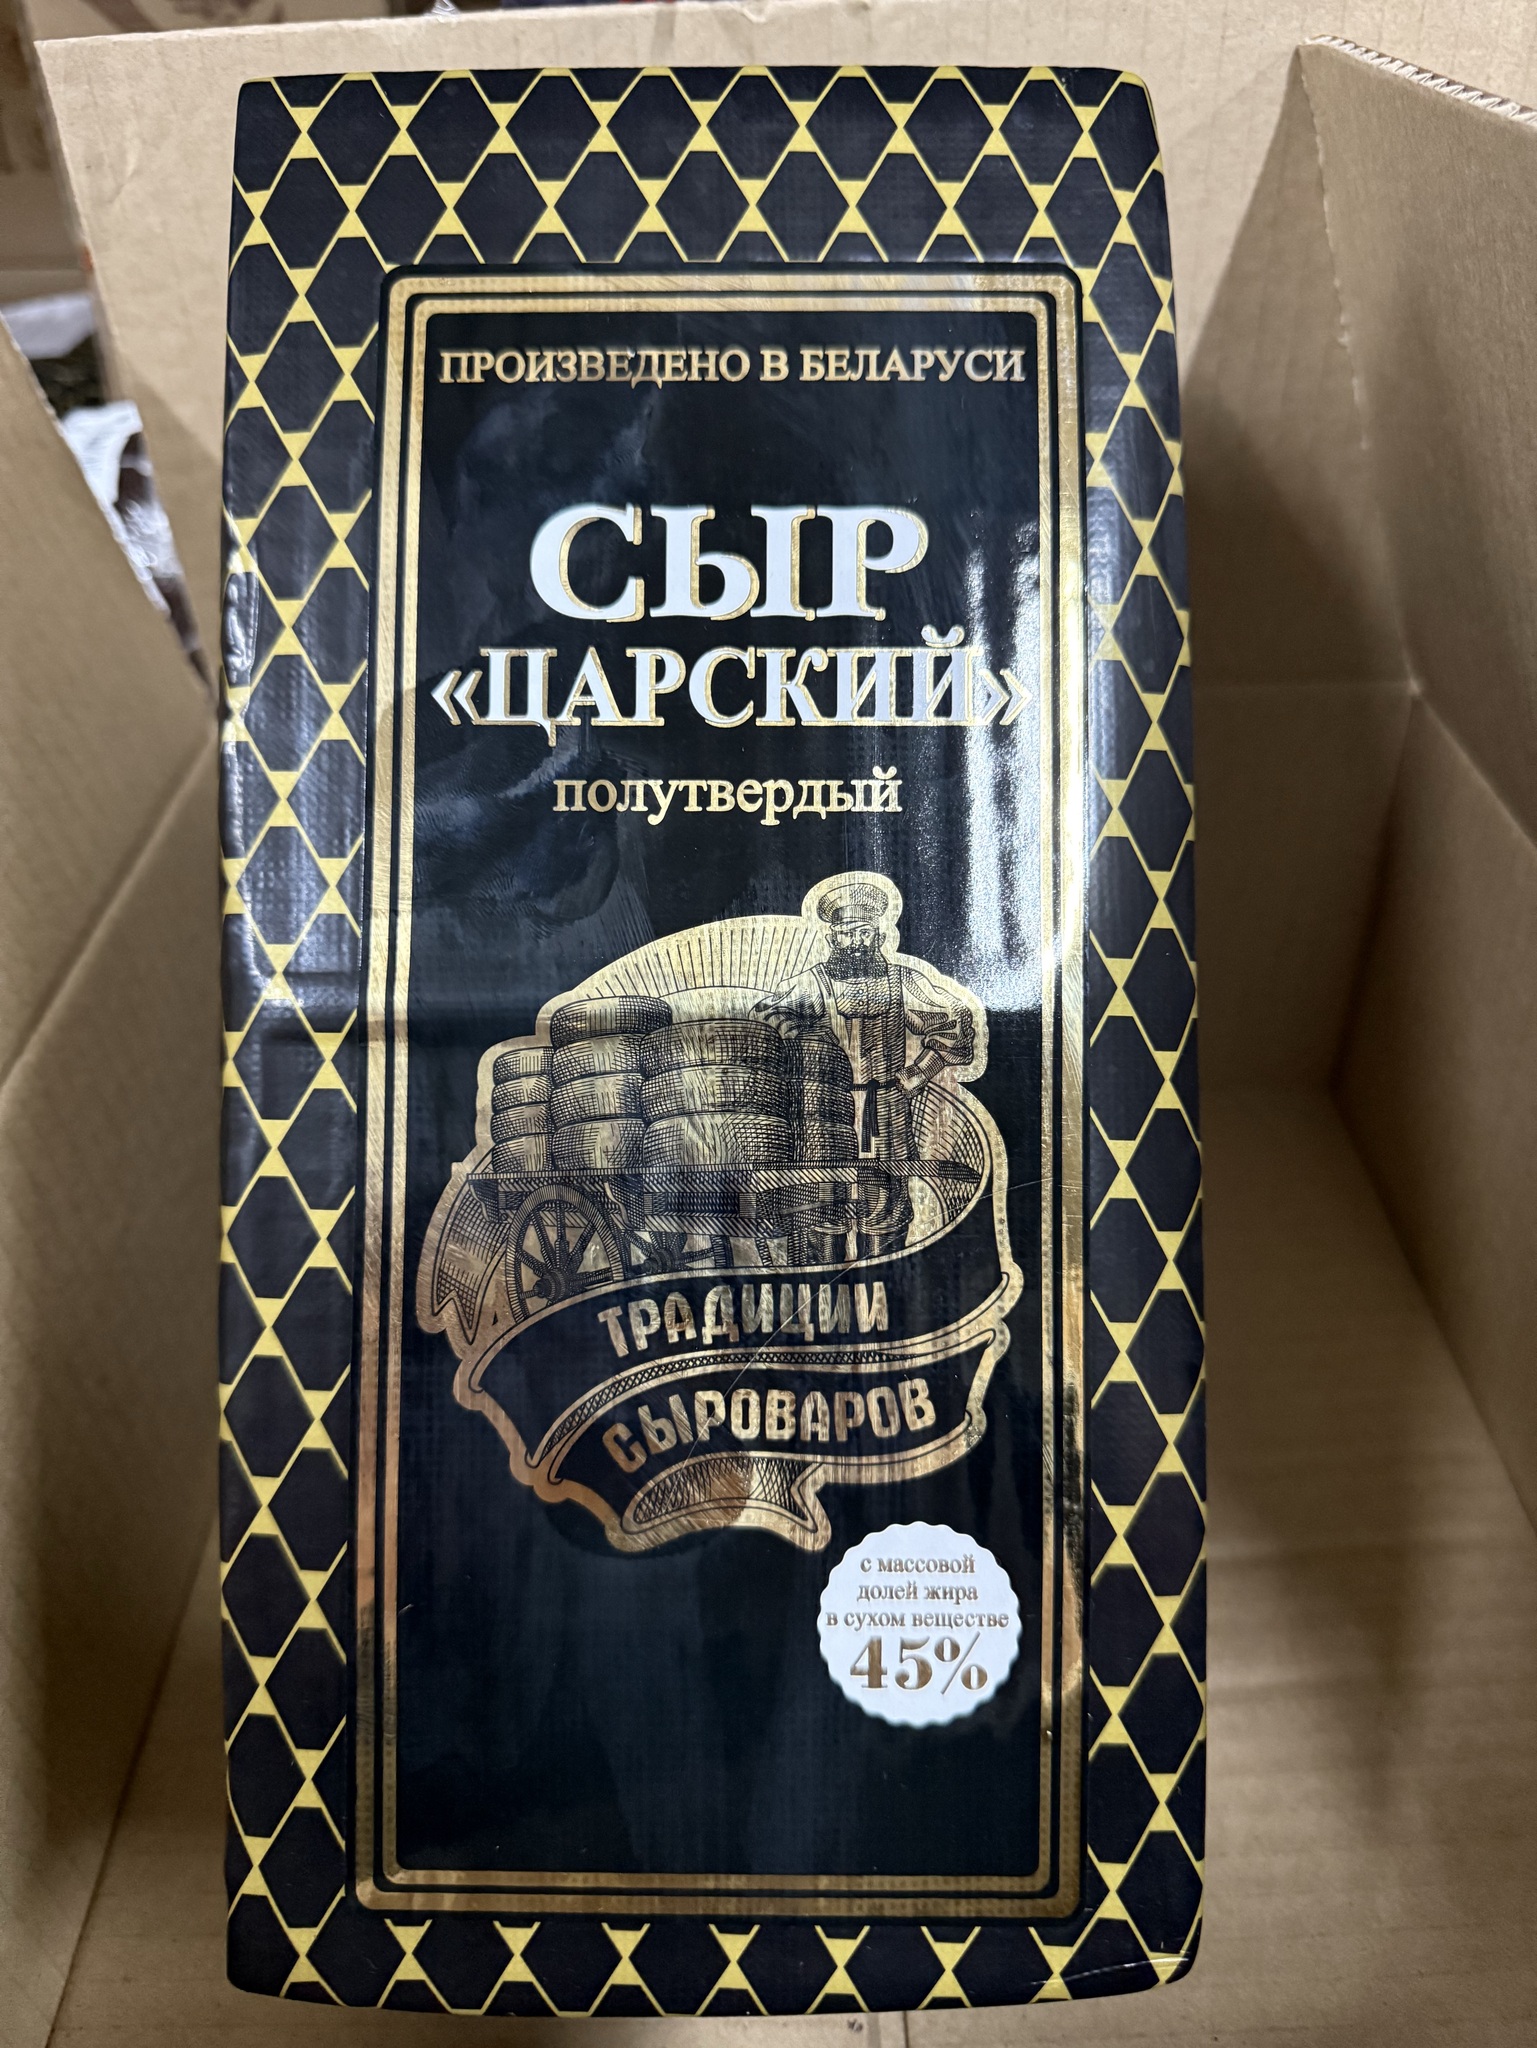 ПРОИЗВЕДЕНО В БЕЛАРУСИ
СЫР
«ЦАРСКИЙ»
полутвердый
ТРАДИЦИИ
СЫРОВАРОВ
с массовой
долей жира
в сухом веществе
45%